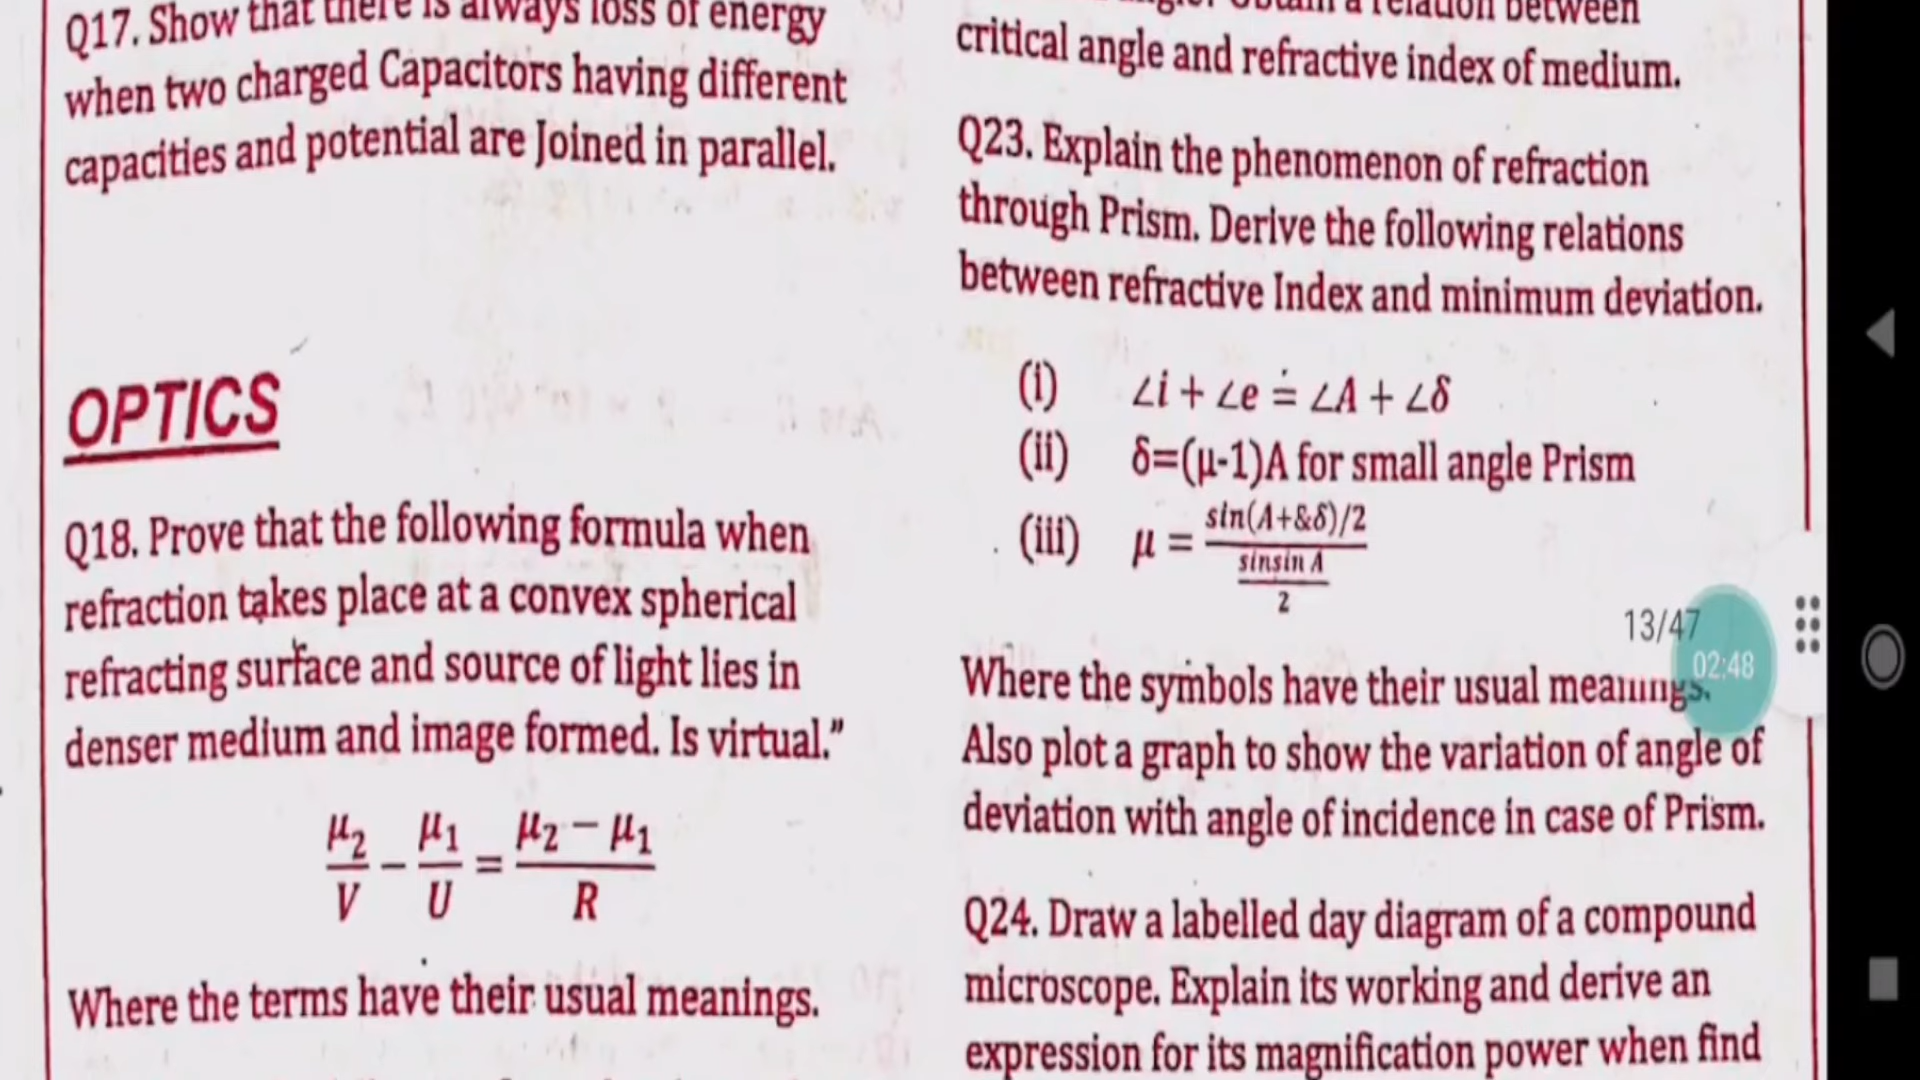 Q17. Show that there is always loss of energy
when two charged Capacitors having different
capacities and potential are Joined in parallel.
OPTICS
Q18. Prove that the following formula when
refraction takes place at a convex spherical
refracting surface and source of light lies in
denser medium and image formed. Is virtual.”
μ₂/V − μ₁/U = (μ₂ − μ₁)/R
Where the terms have their usual meanings.
a relation between
critical angle and refractive index of medium.
Q23. Explain the phenomenon of refraction
through Prism. Derive the following relations
between refractive Index and minimum deviation.
(i) ∠i + ∠e = ∠A + ∠δ
(ii) δ=(μ-1)A for small angle Prism
(iii) μ = sin(A+&δ)/2 / sinsin A / 2
13/47
02:48
Where the symbols have their usual meanings.
Also plot a graph to show the variation of angle of
deviation with angle of incidence in case of Prism.
Q24. Draw a labelled day diagram of a compound
microscope. Explain its working and derive an
expression for its magnification power when find